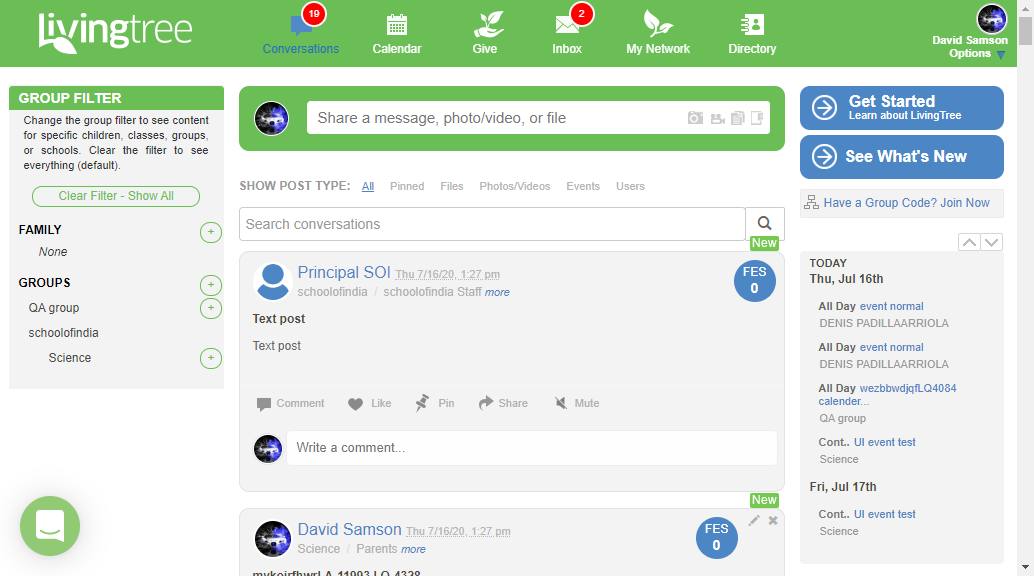 livingtree
19
2
Conversations
Calendar
Give
Inbox
My Network
Directory
David Samson
Options
GROUP FILTER
Change the group filter to see content
for specific children, classes, groups,
or schools. Clear the filter to see
everything (default).
Clear Filter - Show All
FAMILY
+
None
GROUPS
+
QA group
+
schoolofindia
Science
+
Share a message, photo/video, or file
SHOW POST TYPE: All Pinned Files Photos/Videos Events Users
Search conversations
New
Principal SOI Thu 7/16/20, 1:27 pm
schoolofindia / schoolofindia Staff more
FES
0
Text post
Text post
Comment Like Pin Share Mute
Write a comment...
New
David Samson Thu 7/16/20, 1:27 pm
Science / Parents more
FES
0
Get Started
Learn about LivingTree
See What's New
Have a Group Code? Join Now
TODAY
Thu, Jul 16th
All Day event normal
DENIS PADILLAARRIOLA
All Day event normal
DENIS PADILLAARRIOLA
All Day wezbbwdjqfLQ4084
calender...
QA group
Cont.. UI event test
Science
Fri, Jul 17th
Cont.. UI event test
Science